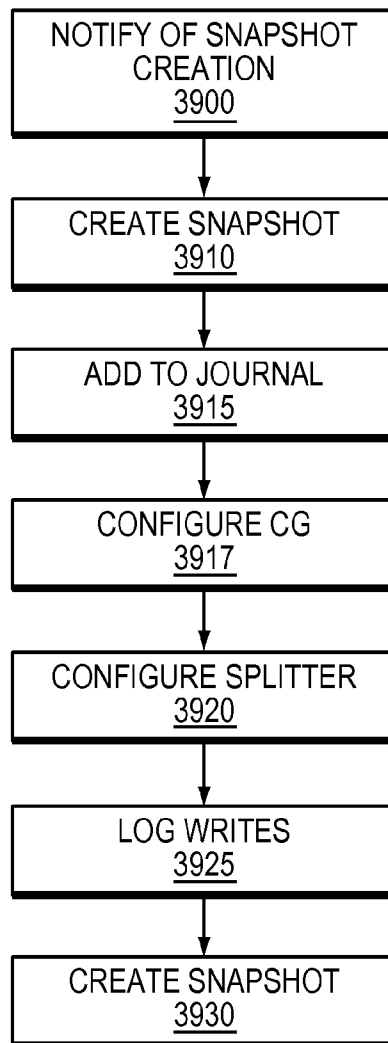 NOTIFY OF SNAPSHOT
CREATION
3900
CREATE SNAPSHOT
3910
ADD TO JOURNAL
3915
CONFIGURE CG
3917
CONFIGURE SPLITTER
3920
LOG WRITES
3925
CREATE SNAPSHOT
3930